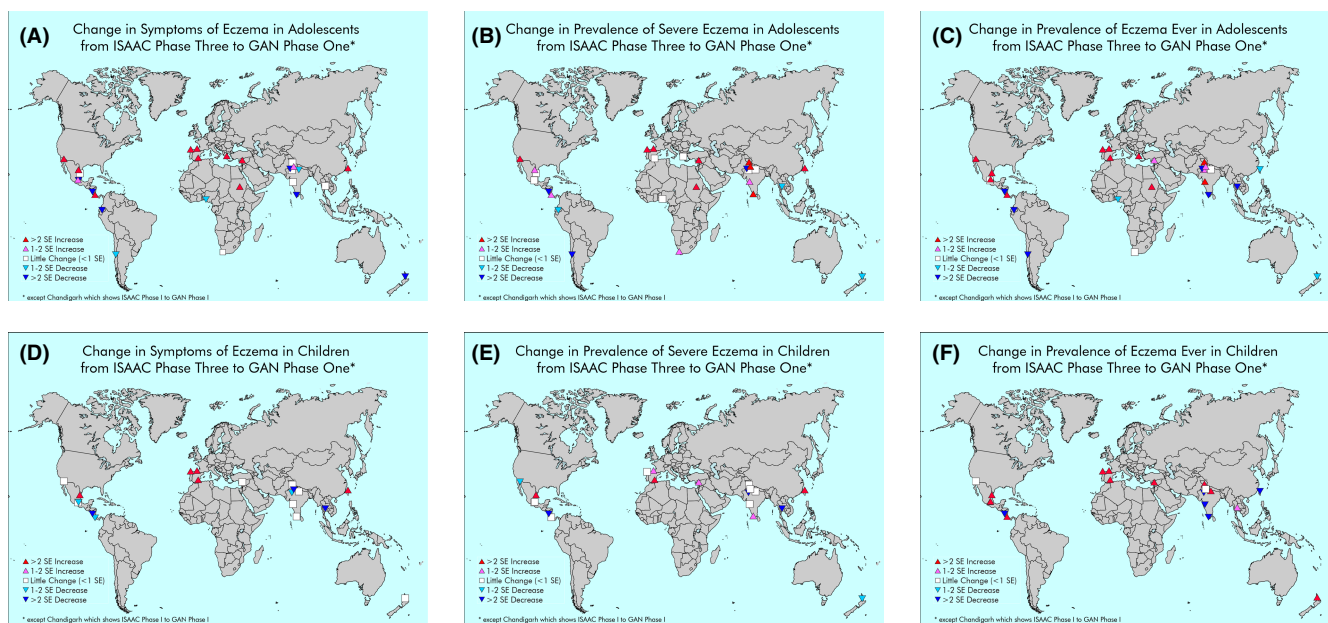 (A) Change in Symptoms of Eczema in Adolescents
from ISAAC Phase Three to GAN Phase One*
>2 SE Increase
1-2 SE Increase
Little Change (<1 SE)
1-2 SE Decrease
>2 SE Decrease
* except Chandigarh which shows ISAAC Phase I to GAN Phase I
(B) Change in Prevalence of Severe Eczema in Adolescents
from ISAAC Phase Three to GAN Phase One*
>2 SE Increase
1-2 SE Increase
Little Change (<1 SE)
1-2 SE Decrease
>2 SE Decrease
* except Chandigarh which shows ISAAC Phase I to GAN Phase I
(C) Change in Prevalence of Eczema Ever in Adolescents
from ISAAC Phase Three to GAN Phase One*
>2 SE Increase
1-2 SE Increase
Little Change (<1 SE)
1-2 SE Decrease
>2 SE Decrease
* except Chandigarh which shows ISAAC Phase I to GAN Phase I
(D) Change in Symptoms of Eczema in Children
from ISAAC Phase Three to GAN Phase One*
>2 SE Increase
1-2 SE Increase
Little Change (<1 SE)
1-2 SE Decrease
>2 SE Decrease
* except Chandigarh which shows ISAAC Phase I to GAN Phase I
(E) Change in Prevalence of Severe Eczema in Children
from ISAAC Phase Three to GAN Phase One*
>2 SE Increase
1-2 SE Increase
Little Change (<1 SE)
1-2 SE Decrease
>2 SE Decrease
* except Chandigarh which shows ISAAC Phase I to GAN Phase I
(F) Change in Prevalence of Eczema Ever in Children
from ISAAC Phase Three to GAN Phase One*
>2 SE Increase
1-2 SE Increase
Little Change (<1 SE)
1-2 SE Decrease
>2 SE Decrease
* except Chandigarh which shows ISAAC Phase I to GAN Phase I